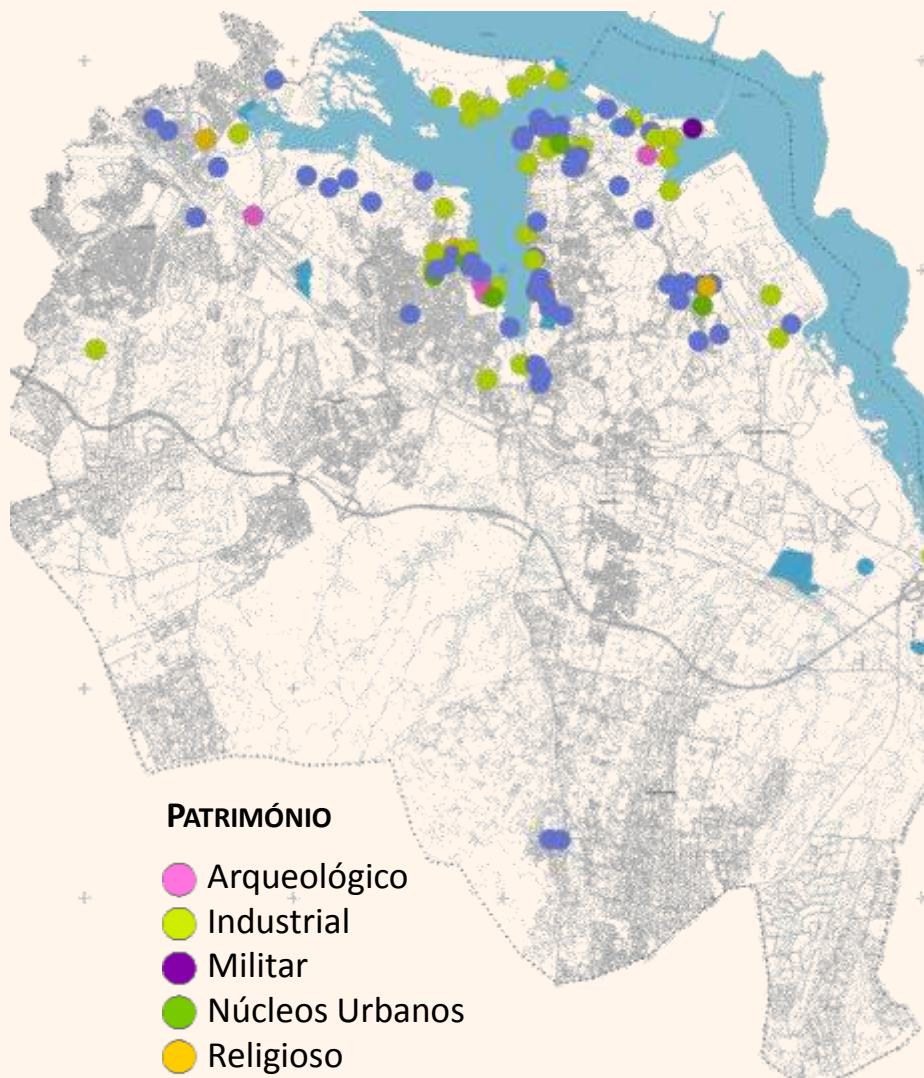 PATRIMÓNIO
Arqueológico
Industrial
Militar
Núcleos Urbanos
Religioso